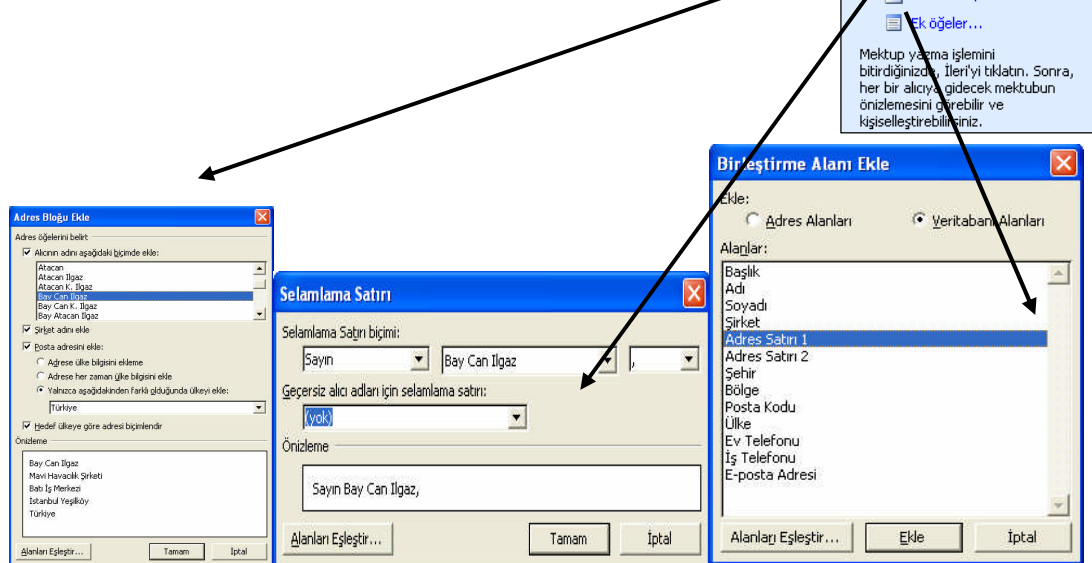 Ek öğeler...
Mektup yazma işlemini
bitirdiğinizde, İleri'yi tıklatın. Sonra,
her bir alıcıya gidecek mektubun
önizlemesini görebilir ve
kişiselleştirebilirsiniz.
Adres Bloğu Ekle
Adres öğelerini belirt
Alıcının adını aşağıdaki biçimde ekle:
Atacan
Atacan Ilgaz
Atacan K. Ilgaz
Bay Can Ilgaz
Bay Can K. Ilgaz
Bay Atacan Ilgaz
Şirket adını ekle
Posta adresini ekle:
Adrese ülke bilgisini ekleme
Adrese her zaman ülke bilgisini ekle
Yalnızca aşağıdakinden farklı olduğunda ülkeyi ekle:
Türkiye
Hedef ülkeye göre adresi biçimlendir
Önizleme
Bay Can Ilgaz
Mavi Havacılık Şirketi
Batı İş Merkezi
Istanbul Yeşilköy
Türkiye
Alanları Eşleştir...
Tamam
İptal
Selamlama Satırı
Selamlama Satırı biçimi:
Sayın
Bay Can Ilgaz
,
Geçersiz alıcı adları için selamlama satırı:
(yok)
Önizleme
Sayın Bay Can Ilgaz,
Alanları Eşleştir...
Tamam
İptal
Birleştirme Alanı Ekle
Ekle:
Adres Alanları
Veritabanı Alanları
Alanlar:
Başlık
Adı
Soyadı
Şirket
Adres Satırı 1
Adres Satırı 2
Şehir
Bölge
Posta Kodu
Ülke
Ev Telefonu
İş Telefonu
E-posta Adresi
Alanları Eşleştir...
Ekle
İptal